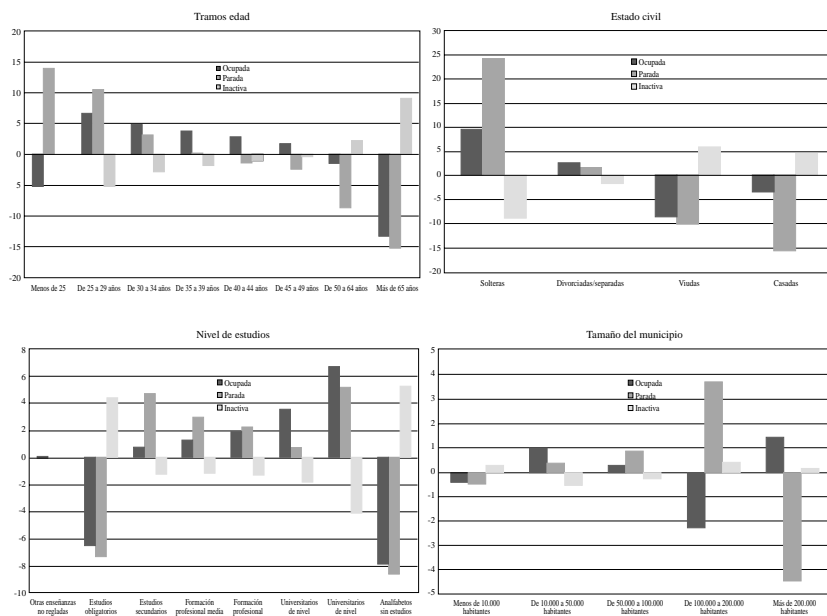 Tramos edad
20
15
10
5
0
-5
-10
-15
-20
Ocupada
Parada
Inactiva
Menos de 25
De 25 a 29 años
De 30 a 34 años
De 35 a 39 años
De 40 a 44 años
De 45 a 49 años
De 50 a 64 años
Más de 65 años
Estado civil
30
25
20
15
10
5
0
-5
-10
-15
-20
Ocupada
Parada
Inactiva
Solteras
Divorciadas/separadas
Viudas
Casadas
Nivel de estudios
8
6
4
2
0
-2
-4
-6
-8
-10
Ocupada
Parada
Inactiva
Otras enseñanzas
no regladas
Estudios
obligatorios
Estudios
secundarios
Formación
profesional media
Formación
profesional
Universitarios
de nivel
Universitarios
de nivel
Analfabetos
sin estudios
Tamaño del municipio
5
4
3
2
1
0
-1
-2
-3
-4
-5
Ocupada
Parada
Inactiva
Menos de 10.000
habitantes
De 10.000 a 50.000
habitantes
De 50.000 a 100.000
habitantes
De 100.000 a 200.000
habitantes
Más de 200.000
habitantes